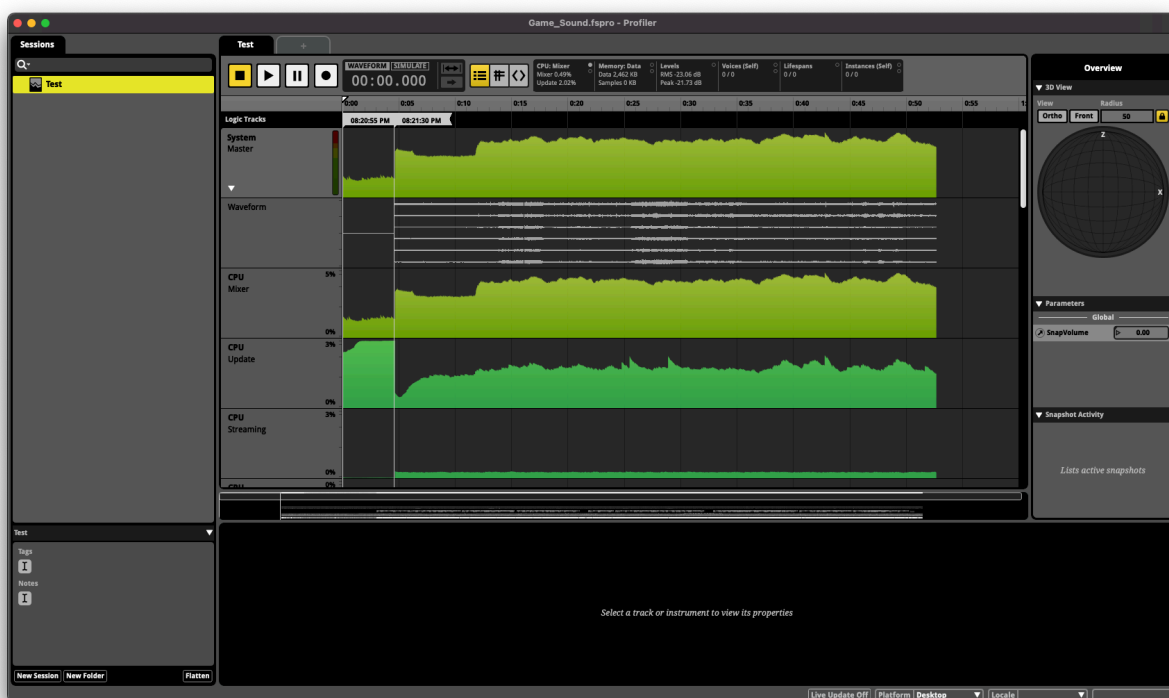 Game_Sound.fspro - Profiler
Sessions
Test
Test
+
WAVEFORM SIMULATE
00:00.000
CPU: Mixer
Mixer 0.49%
Update 2.02%
Memory: Data
Data 2,462 KB
Samples 0 KB
Levels
RMS -23.06 dB
Peak -21.73 dB
Voices (Self)
0 / 0
Lifespans
0 / 0
Instances (Self)
0 / 0
0:00 0:05 0:10 0:15 0:20 0:25 0:30 0:35 0:40 0:45 0:50 0:55 1:
Logic Tracks
08:20:55 PM 08:21:30 PM
System
Master
Waveform
CPU
Mixer
5%
0%
CPU
Update
3%
0%
CPU
Streaming
3%
0%
CPU
0%
Overview
3D View
View Radius
Ortho Front 50
Z
X
Parameters
Global
SnapVolume 0.00
Snapshot Activity
Lists active snapshots
Test
Tags
Notes
Select a track or instrument to view its properties
New Session New Folder Flatten
Live Update Off Platform Desktop Locale